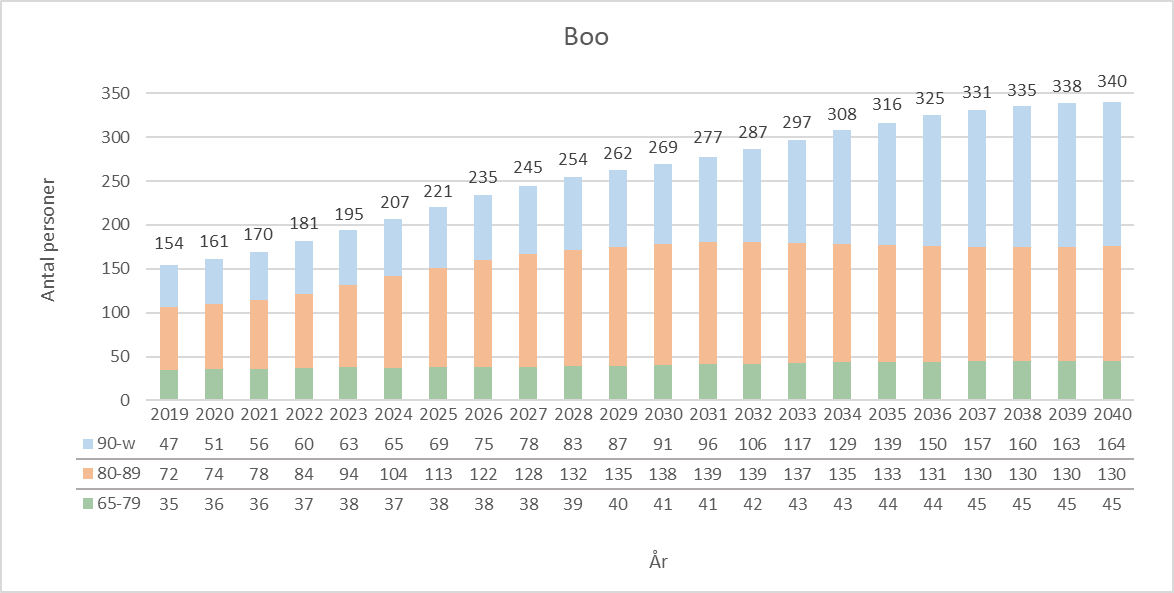 Boo
350
300
250
200
150
100
50
0
Antal personer
154 161 170 181 195 207 221 235 245 254 262 269 277 287 297 308 316 325 331 335 338 340
2019 2020 2021 2022 2023 2024 2025 2026 2027 2028 2029 2030 2031 2032 2033 2034 2035 2036 2037 2038 2039 2040
90-w 47 51 56 60 63 65 69 75 78 83 87 91 96 106 117 129 139 150 157 160 163 164
80-89 72 74 78 84 94 104 113 122 128 132 135 138 139 139 137 135 133 131 130 130 130 130
65-79 35 36 36 37 38 37 38 38 38 39 40 41 41 42 43 43 44 44 45 45 45 45
År